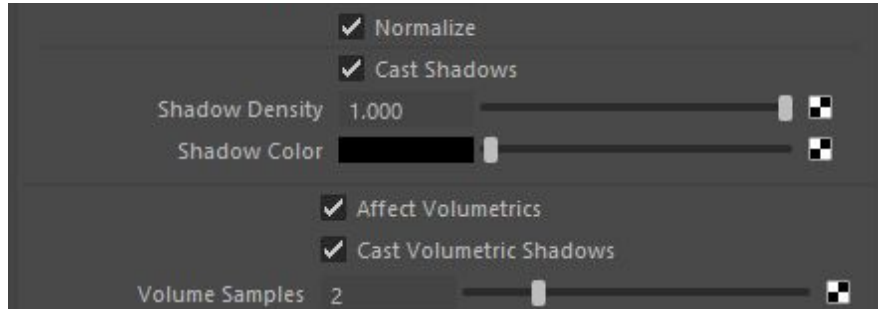 Normalize
Cast Shadows
Shadow Density 1.000
Shadow Color
Affect Volumetrics
Cast Volumetric Shadows
Volume Samples 2